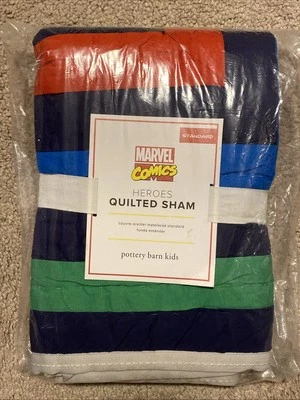 STANDARD
MARVEL
COMICS
HEROES
QUILTED SHAM
pottery barn kids